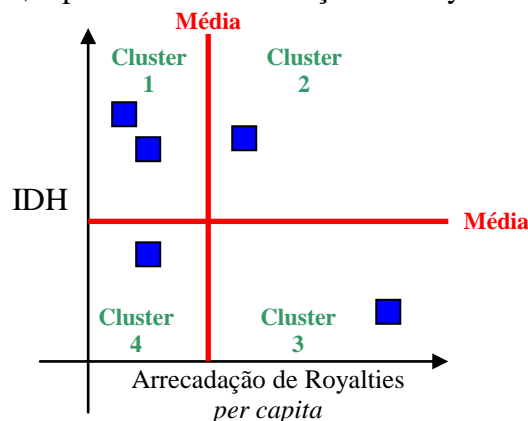 Média
Cluster
1
Cluster
2
IDH
Média
Cluster
4
Cluster
3
Arrecadação de Royalties
per capita